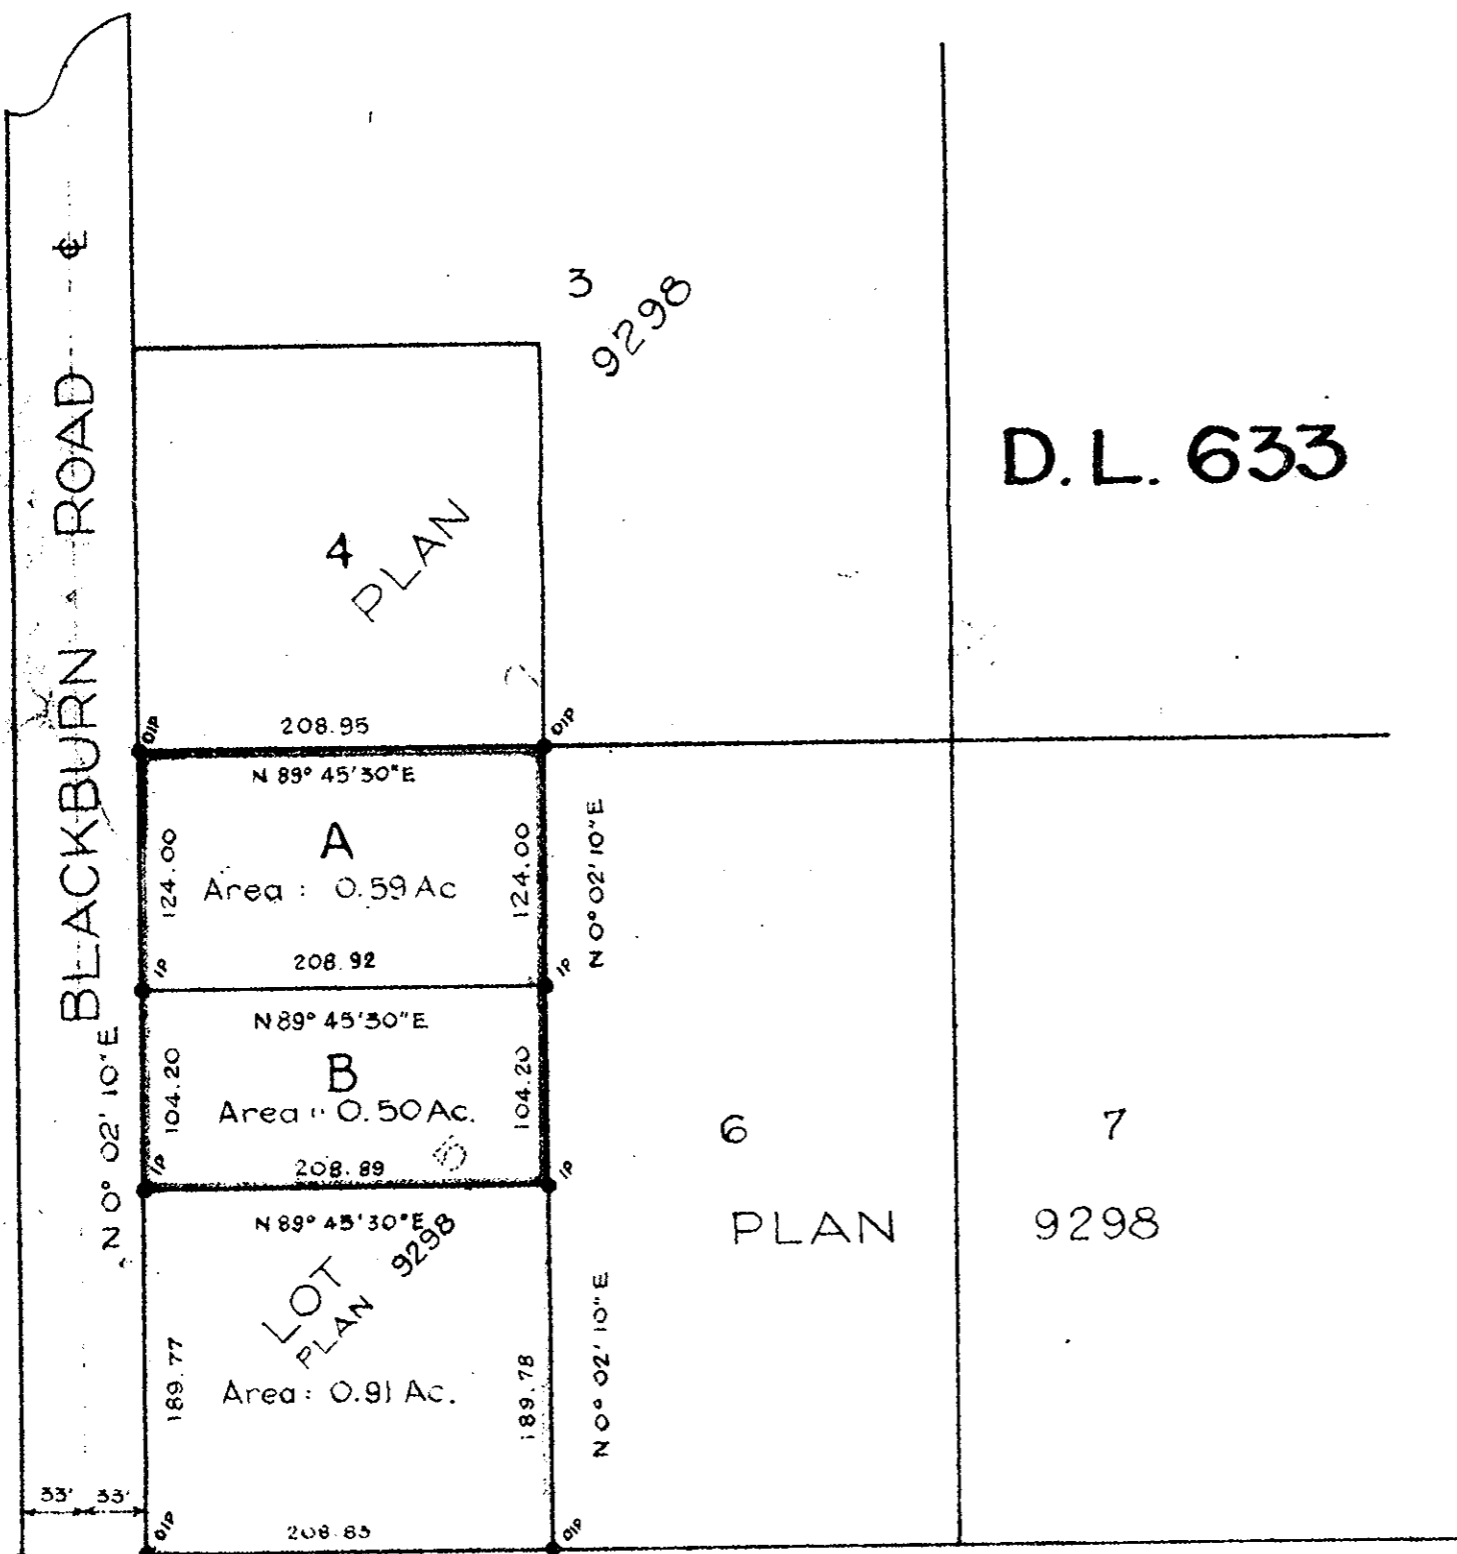 BLACKBURN ROAD ℄
3
9298
D. L. 633
4
PLAN
OIP
208.95
OIP
N 89° 45' 30" E
A
124.00
124.00
N 0° 02' 10" E
Area : 0.59 Ac
IP
208.92
IP
N 89° 45' 30" E
B
104.20
104.20
N 0° 02' 10" E
Area : 0.50 Ac.
IP
208.89
5
IP
6
7
N 89° 45' 30" E
PLAN
9298
LOT
PLAN 9298
189.77
189.78
N 0° 02' 10" E
Area : 0.91 Ac.
33' 33'
OIP
208.85
OIP